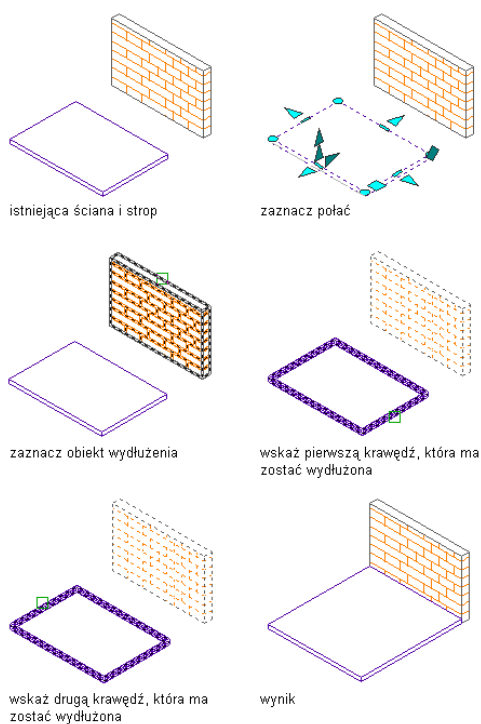 istniejąca ściana i strop
zaznacz połać
zaznacz obiekt wydłużenia
wskaż pierwszą krawędź, która ma
zostać wydłużona
wskaż drugą krawędź, która ma
zostać wydłużona
wynik